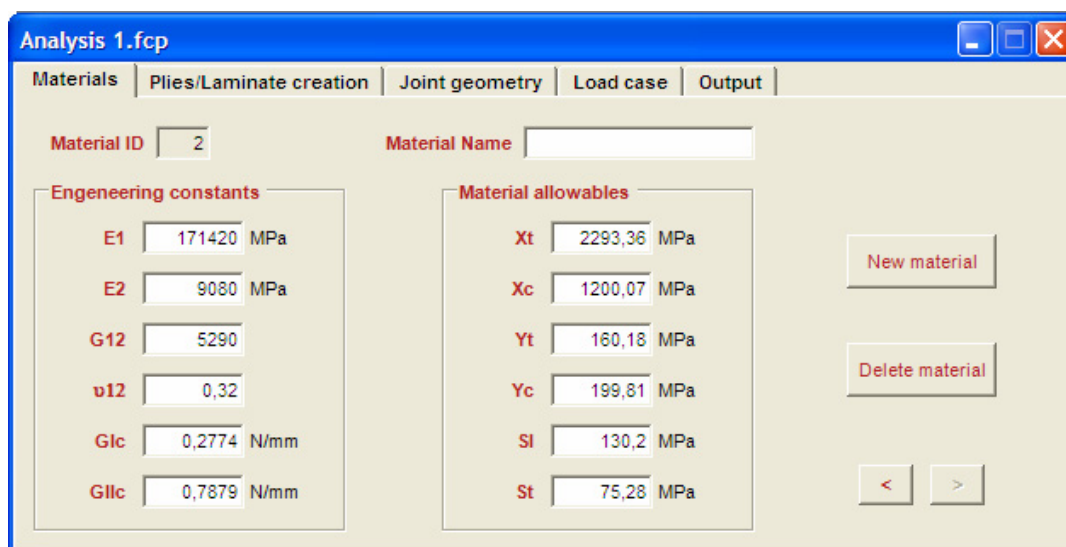 Analysis 1.fcp
Materials Plies/Laminate creation Joint geometry Load case Output
Material ID 2 Material Name
Engeneering constants
E1 171420 MPa
E2 9080 MPa
G12 5290
υ12 0,32
GIc 0,2774 N/mm
GIIc 0,7879 N/mm
Material allowables
Xt 2293,36 MPa
Xc 1200,07 MPa
Yt 160,18 MPa
Yc 199,81 MPa
Sl 130,2 MPa
St 75,28 MPa
New material
Delete material
< >